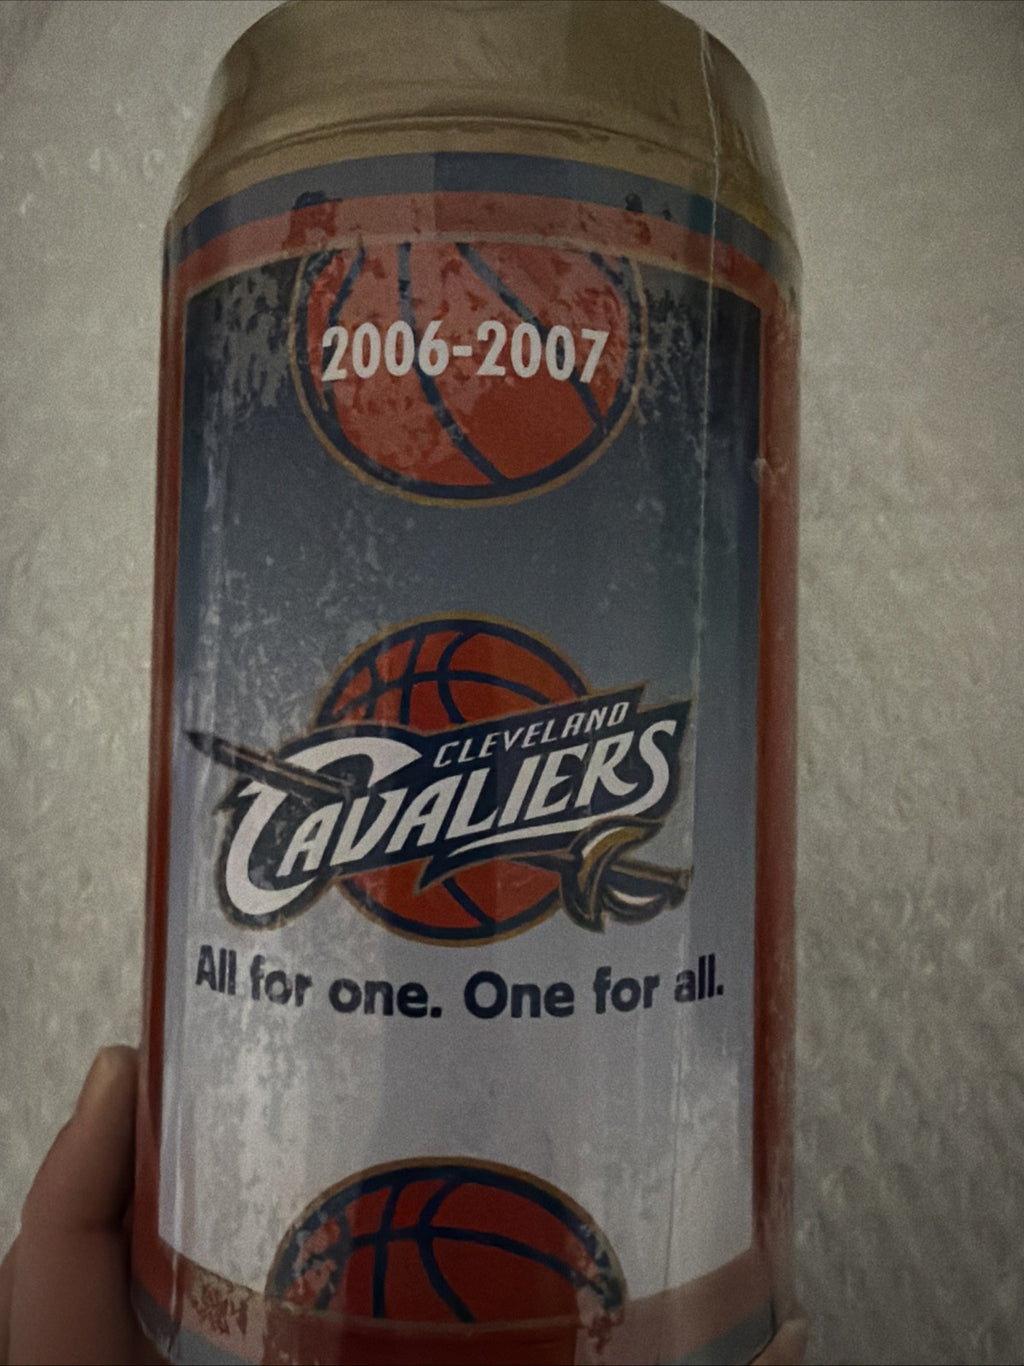 2006-2007
CLEVELAND
CAVALIERS
All for one. One for all.